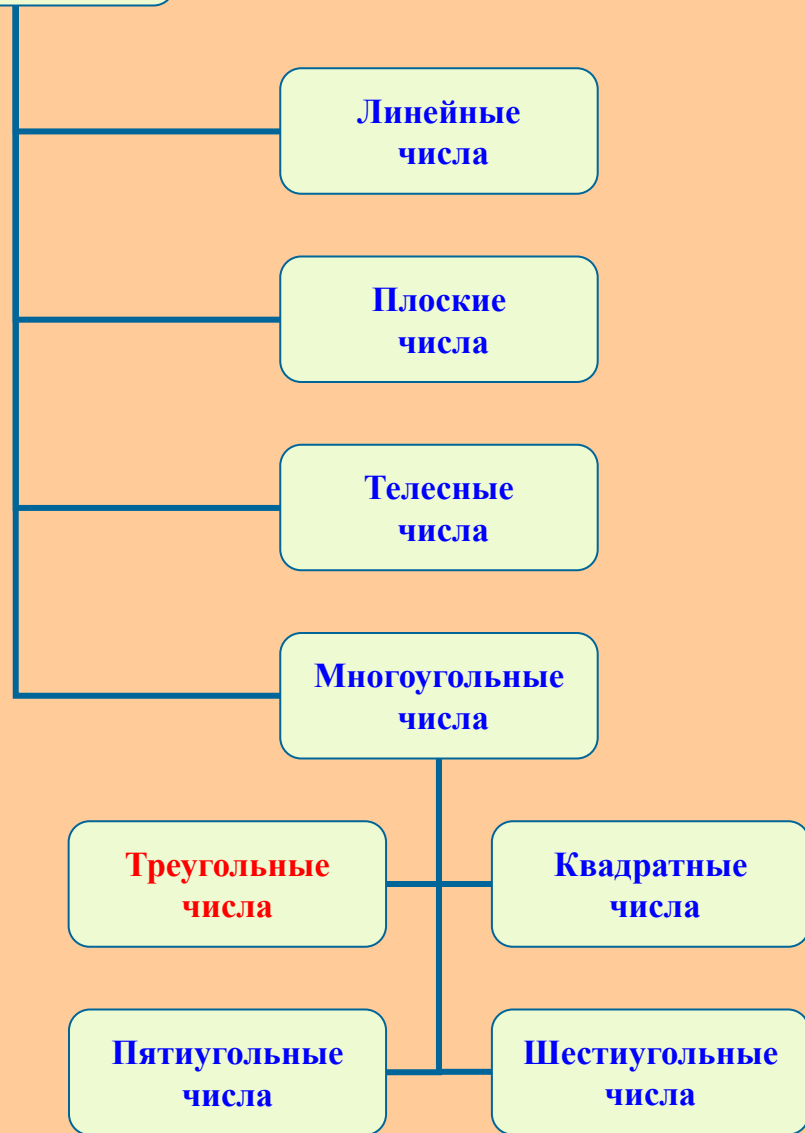 Линейные
числа
Плоские
числа
Телесные
числа
Многоугольные
числа
Треугольные
числа
Квадратные
числа
Пятиугольные
числа
Шестиугольные
числа